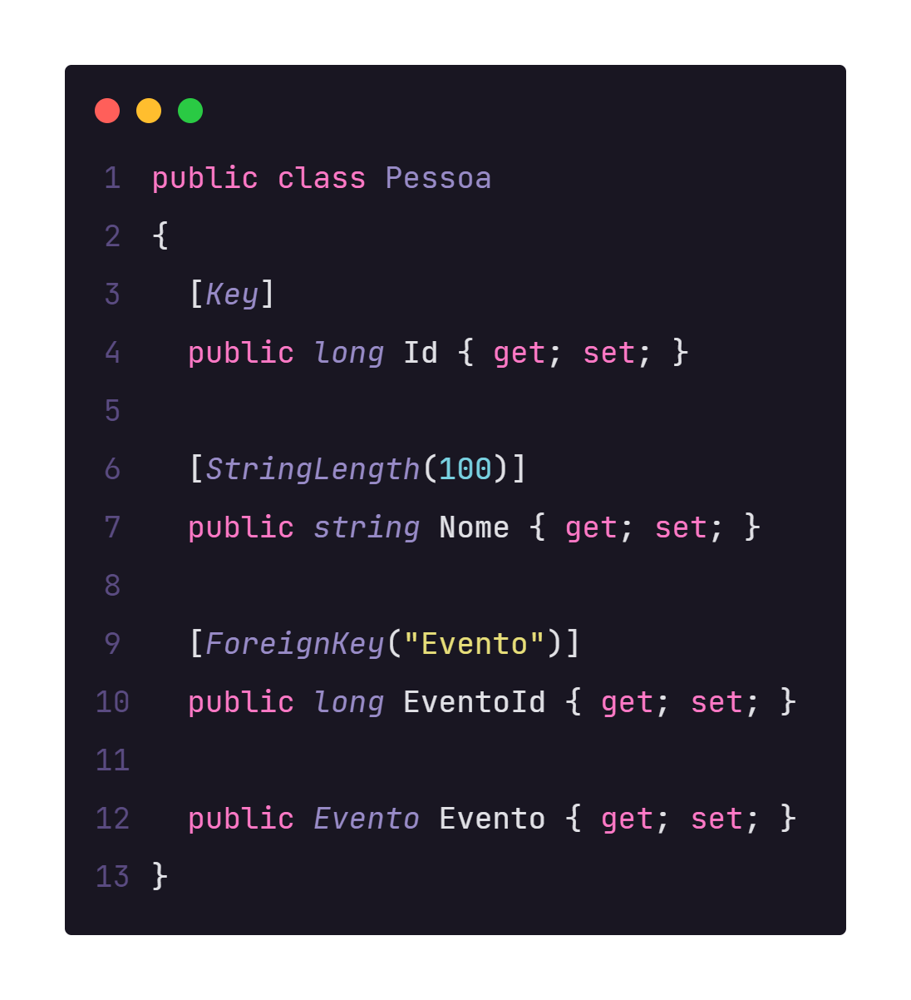 1 public class Pessoa
2 {
3   [Key]
4   public long Id { get; set; }
5
6   [StringLength(100)]
7   public string Nome { get; set; }
8
9   [ForeignKey("Evento")]
10   public long EventoId { get; set; }
11
12   public Evento Evento { get; set; }
13 }